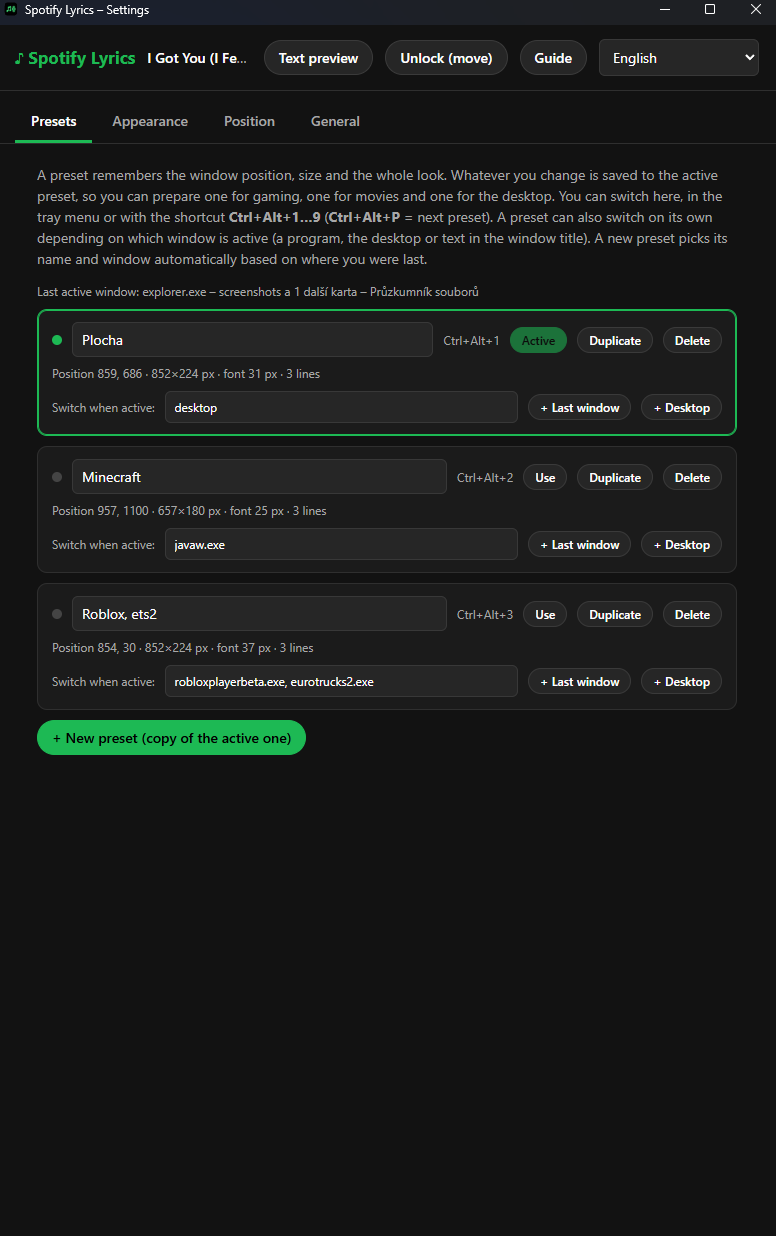 Spotify Lyrics – Settings
♪ Spotify Lyrics I Got You (I Fe... Text preview Unlock (move) Guide English
Presets Appearance Position General
A preset remembers the window position, size and the whole look. Whatever you change is saved to the active
preset, so you can prepare one for gaming, one for movies and one for the desktop. You can switch here, in the
tray menu or with the shortcut Ctrl+Alt+1…9 (Ctrl+Alt+P = next preset). A preset can also switch on its own
depending on which window is active (a program, the desktop or text in the window title). A new preset picks its
name and window automatically based on where you were last.
Last active window: explorer.exe – screenshots a 1 další karta – Průzkumník souborů
Plocha Ctrl+Alt+1 Active Duplicate Delete
Position 859, 686 · 852×224 px · font 31 px · 3 lines
Switch when active: desktop + Last window + Desktop
Minecraft Ctrl+Alt+2 Use Duplicate Delete
Position 957, 1100 · 657×180 px · font 25 px · 3 lines
Switch when active: javaw.exe + Last window + Desktop
Roblox, ets2 Ctrl+Alt+3 Use Duplicate Delete
Position 854, 30 · 852×224 px · font 37 px · 3 lines
Switch when active: robloxplayerbeta.exe, eurotrucks2.exe + Last window + Desktop
+ New preset (copy of the active one)